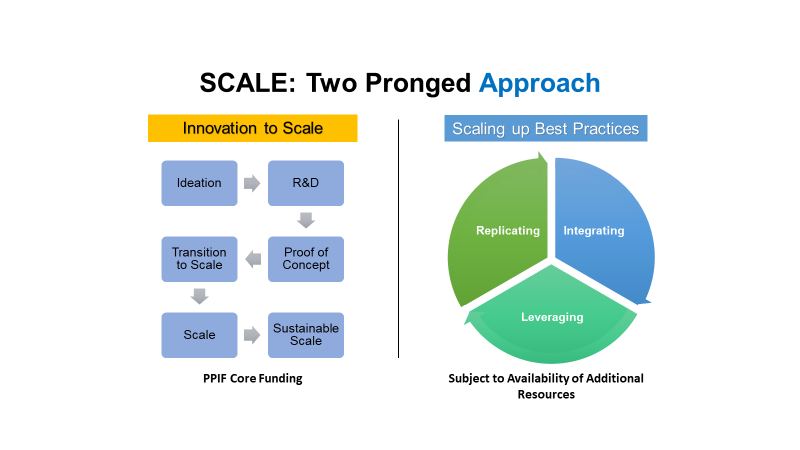 SCALE: Two Pronged Approach
Innovation to Scale
Ideation
R&D
Transition
to Scale
Proof of
Concept
Scale
Sustainable
Scale
PPIF Core Funding
Scaling up Best Practices
Replicating
Integrating
Leveraging
Subject to Availability of Additional
Resources